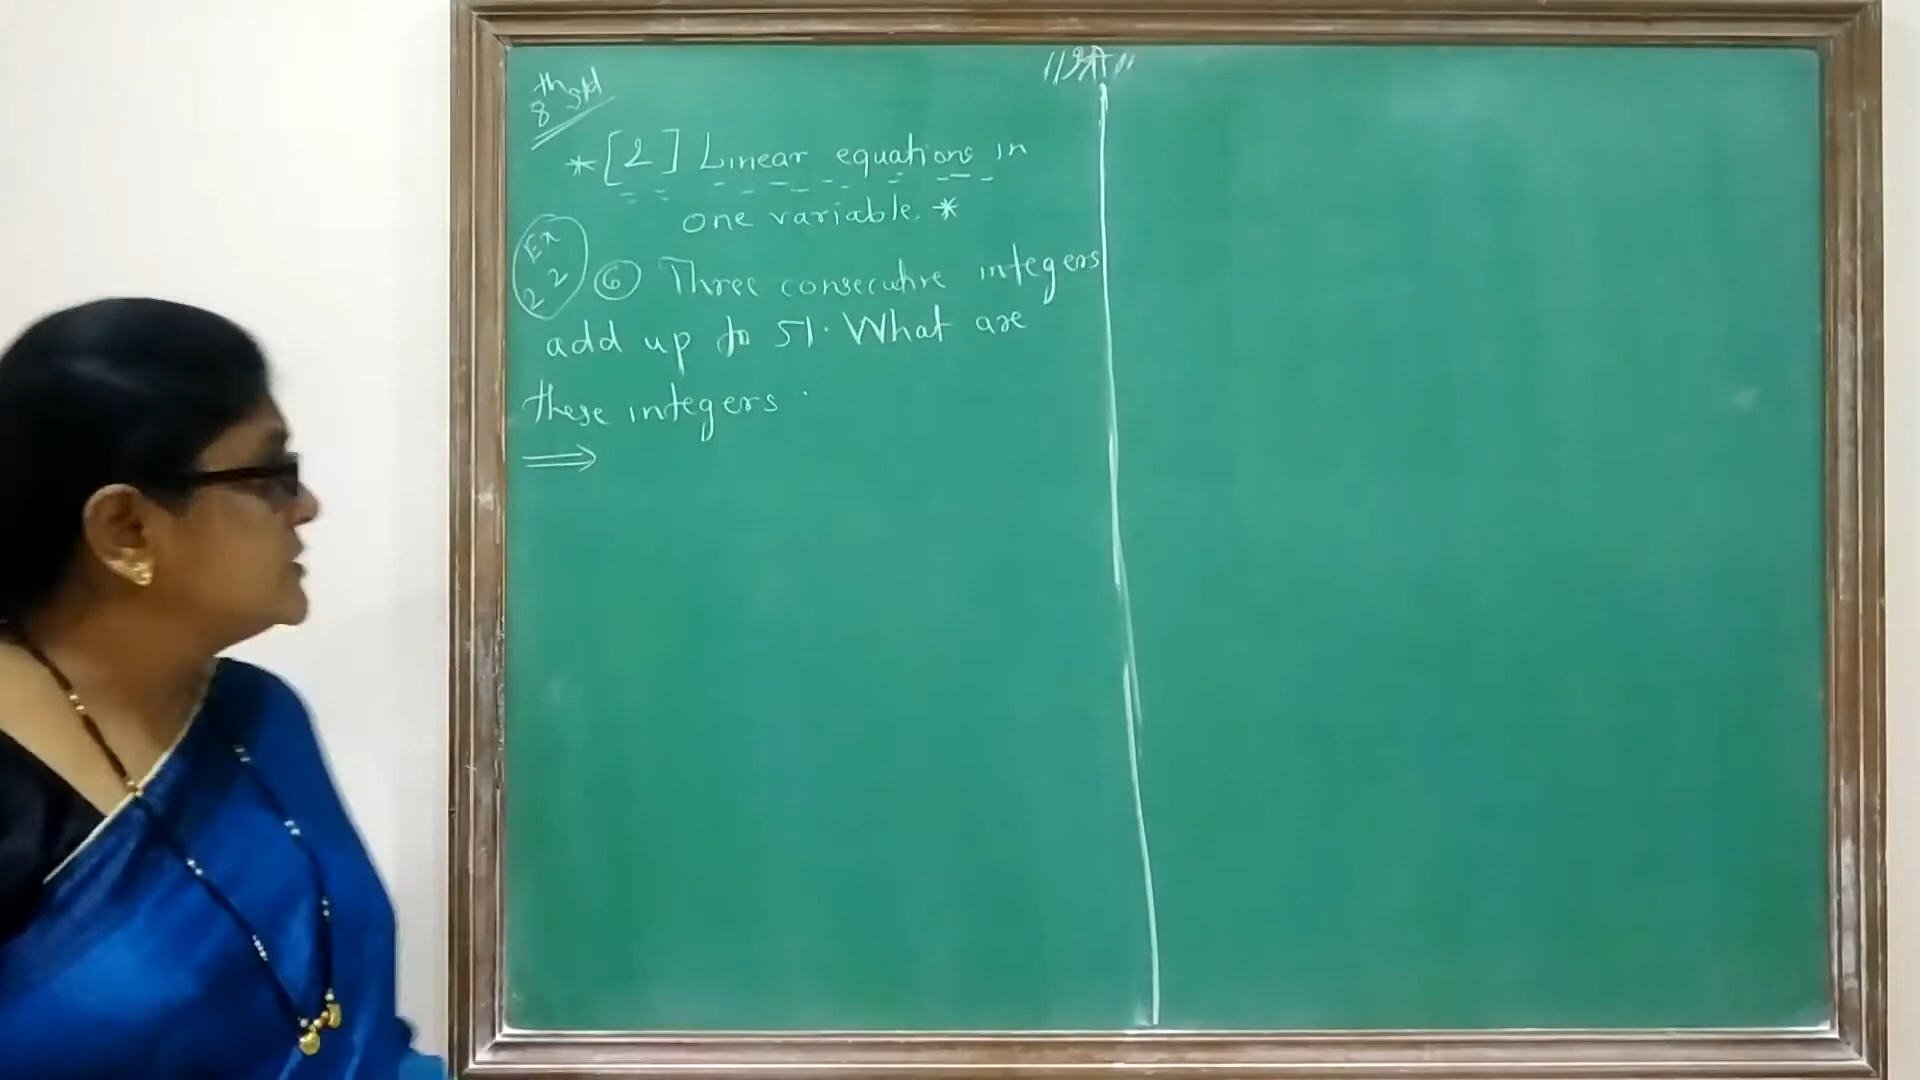 8th std
* [2] Linear equations in
one variable. *
Ex 2.2
⑥ Three consecutive integers
add up to 51. What are
these integers.
⇒